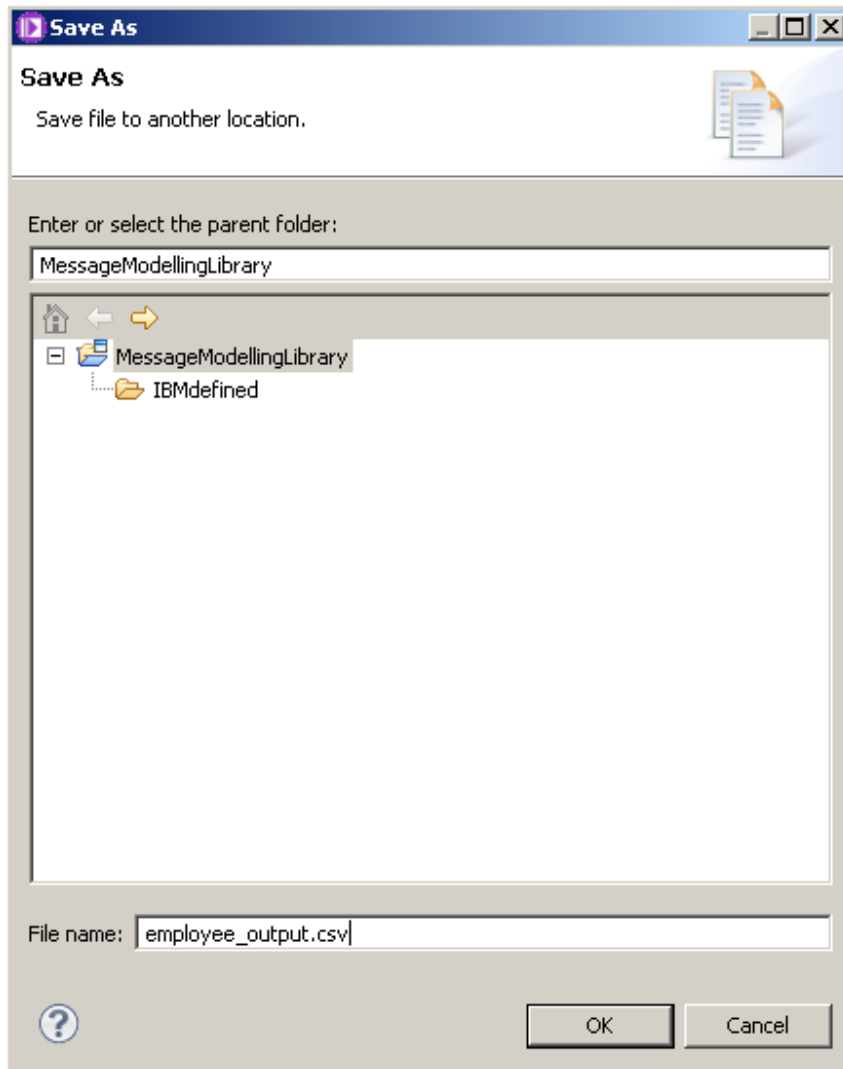 Save As
Save As
Save file to another location.
Enter or select the parent folder:
MessageModellingLibrary
MessageModellingLibrary
IBMdefined
File name: employee_output.csv
? OK Cancel